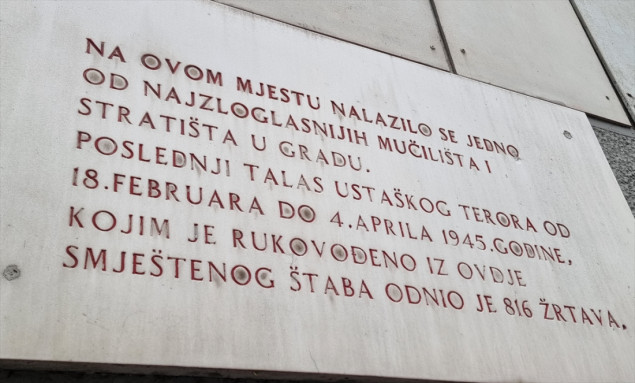 NA OVOM MJESTU NALAZILO SE JEDNO
OD NAJZLOGLASNIJIH MUČILIŠTA I
STRATIŠTA U GRADU.
POSLEDNJI TALAS USTAŠKOG TERORA OD
18.FEBRUARA DO 4.APRILA 1945.GODINE,
KOJIM JE RUKOVOĐENO IZ OVDJE
SMJEŠTENOG ŠTABA ODNIO JE 816 ŽRTAVA.